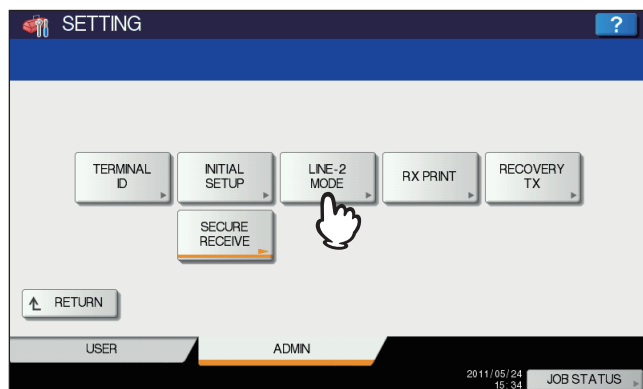 SETTING
?
TERMINAL
ID
INITIAL
SETUP
LINE-2
MODE
RX PRINT
RECOVERY
TX
SECURE
RECEIVE
RETURN
USER
ADMIN
2011/05/24
15:34
JOB STATUS